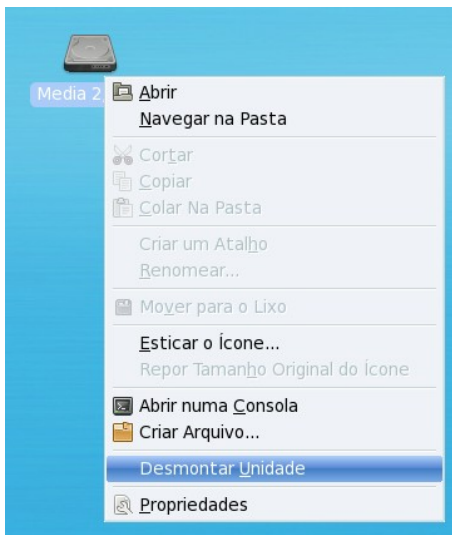 Media 2
Abrir
Navegar na Pasta
Cortar
Copiar
Colar Na Pasta
Criar um Atalho
Renomear...
Mover para o Lixo
Esticar o Ícone...
Repor Tamanho Original do Ícone
Abrir numa Consola
Criar Arquivo...
Desmontar Unidade
Propriedades